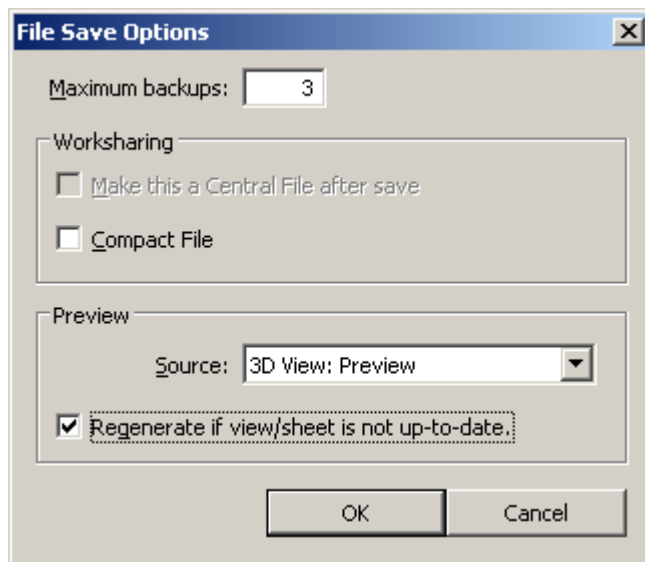 File Save Options
Maximum backups: 3
Worksharing
Make this a Central File after save
Compact File
Preview
Source: 3D View: Preview
Regenerate if view/sheet is not up-to-date.
OK Cancel